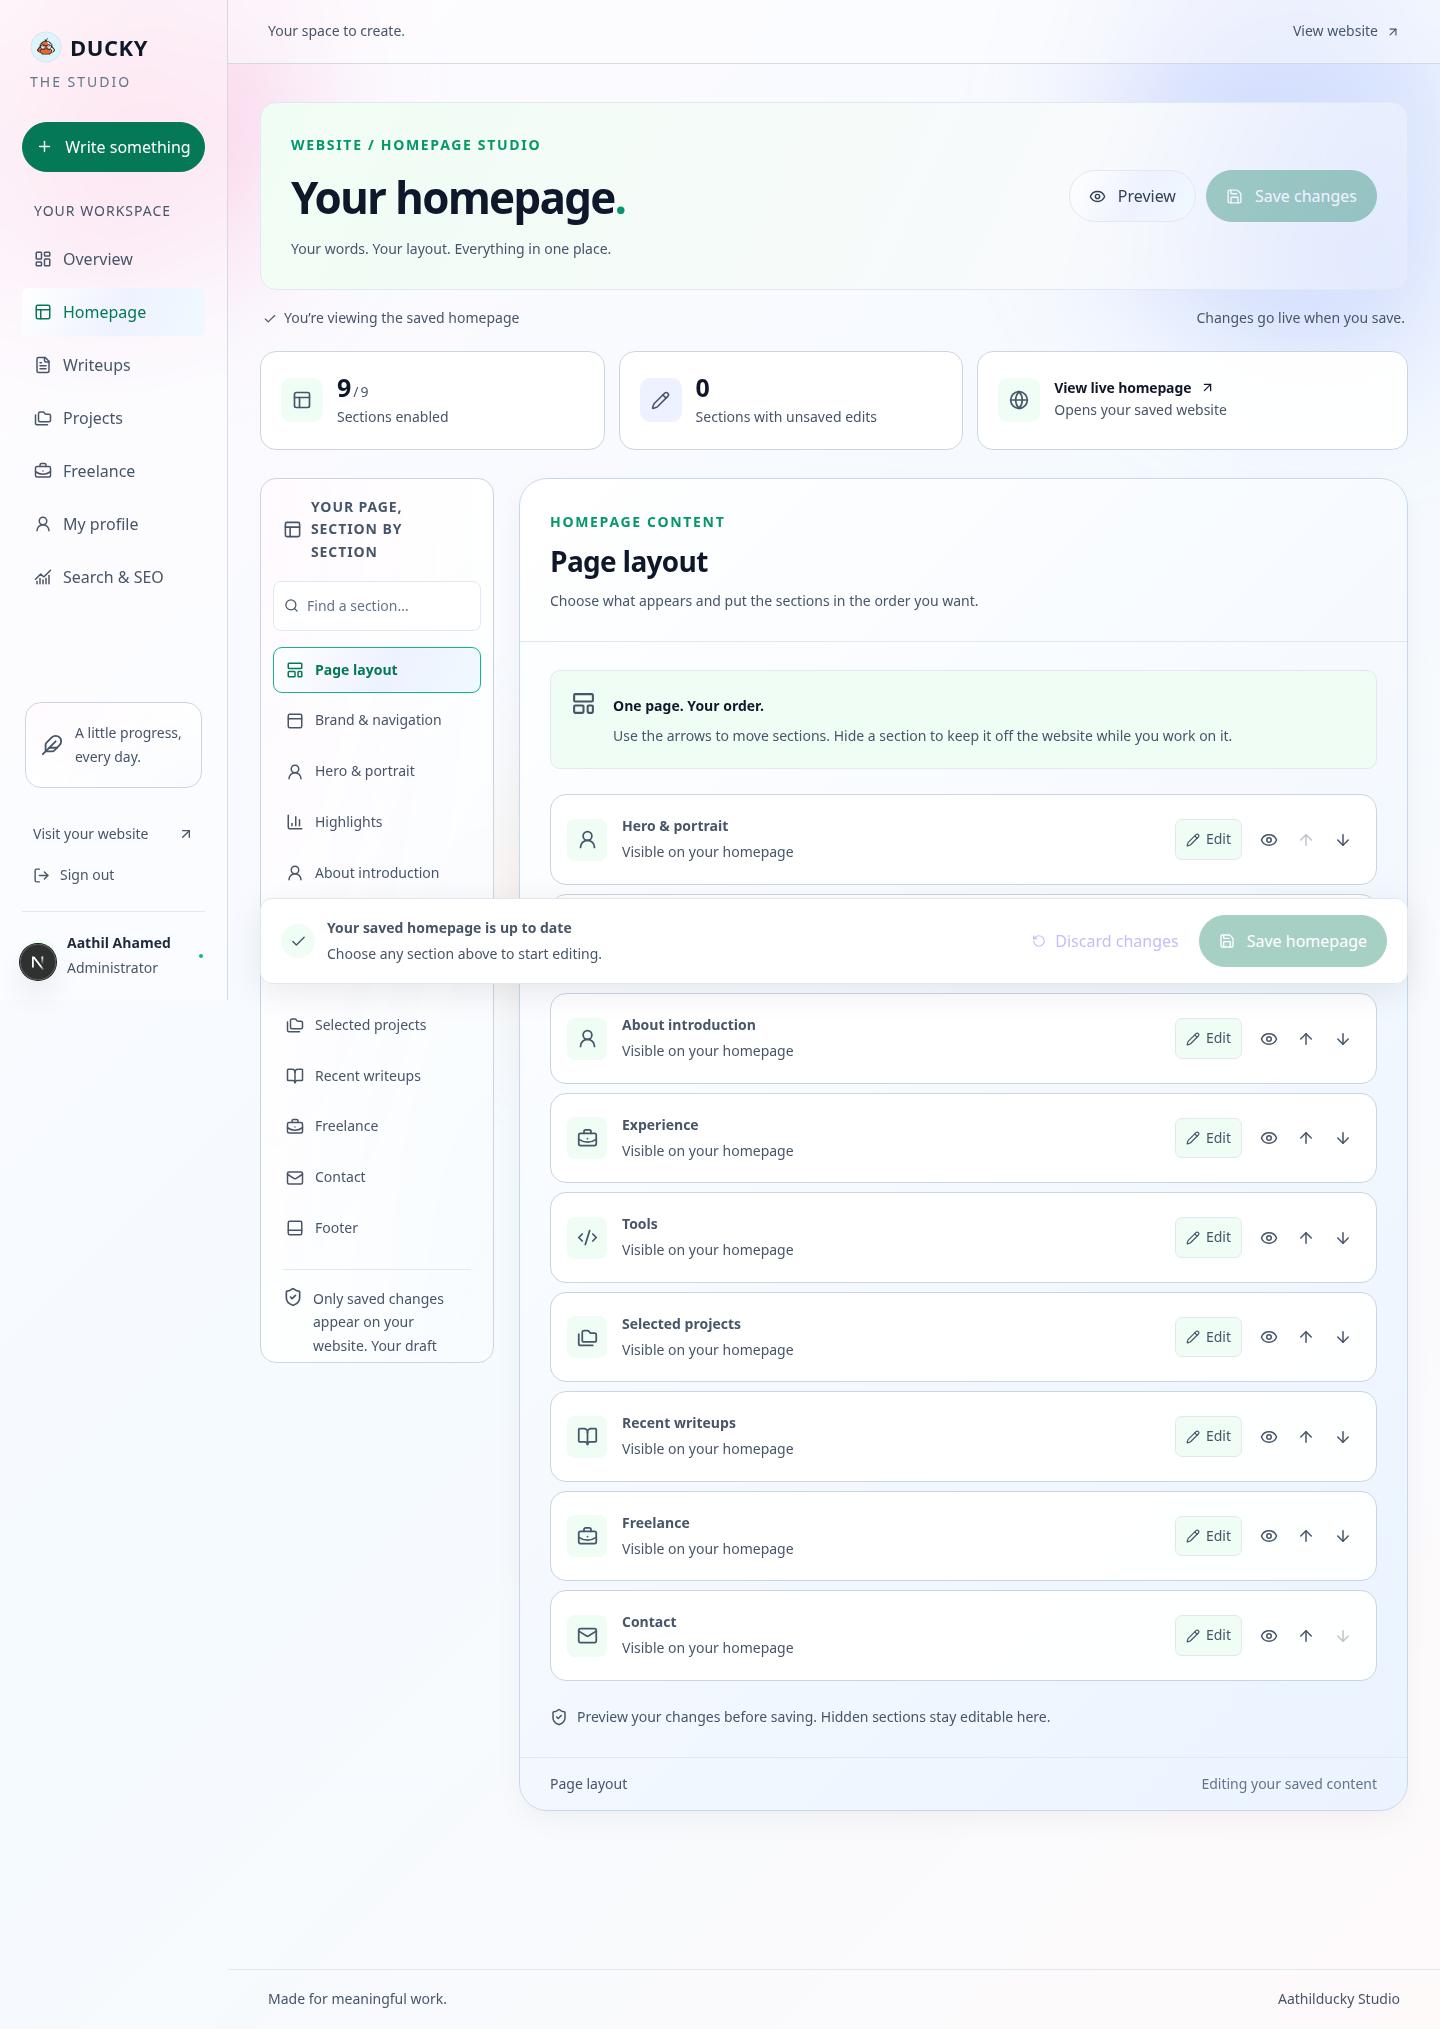 DUCKY
THE STUDIO
Write something
YOUR WORKSPACE
Overview
Homepage
Writeups
Projects
Freelance
My profile
Search & SEO
A little progress,
every day.
Visit your website
Sign out
Aathil Ahamed
Administrator
N
Your space to create.
View website
WEBSITE / HOMEPAGE STUDIO
Your homepage.
Your words. Your layout. Everything in one place.
Preview
Save changes
You're viewing the saved homepage
Changes go live when you save.
9 / 9
Sections enabled
0
Sections with unsaved edits
View live homepage
Opens your saved website
YOUR PAGE,
SECTION BY
SECTION
Find a section...
Page layout
Brand & navigation
Hero & portrait
Highlights
About introduction
Selected projects
Recent writeups
Freelance
Contact
Footer
Only saved changes
appear on your
website. Your draft
HOMEPAGE CONTENT
Page layout
Choose what appears and put the sections in the order you want.
One page. Your order.
Use the arrows to move sections. Hide a section to keep it off the website while you work on it.
Hero & portrait
Visible on your homepage
Edit
Your saved homepage is up to date
Choose any section above to start editing.
Discard changes
Save homepage
About introduction
Visible on your homepage
Edit
Experience
Visible on your homepage
Edit
Tools
Visible on your homepage
Edit
Selected projects
Visible on your homepage
Edit
Recent writeups
Visible on your homepage
Edit
Freelance
Visible on your homepage
Edit
Contact
Visible on your homepage
Edit
Preview your changes before saving. Hidden sections stay editable here.
Page layout
Editing your saved content
Made for meaningful work.
Aathilducky Studio